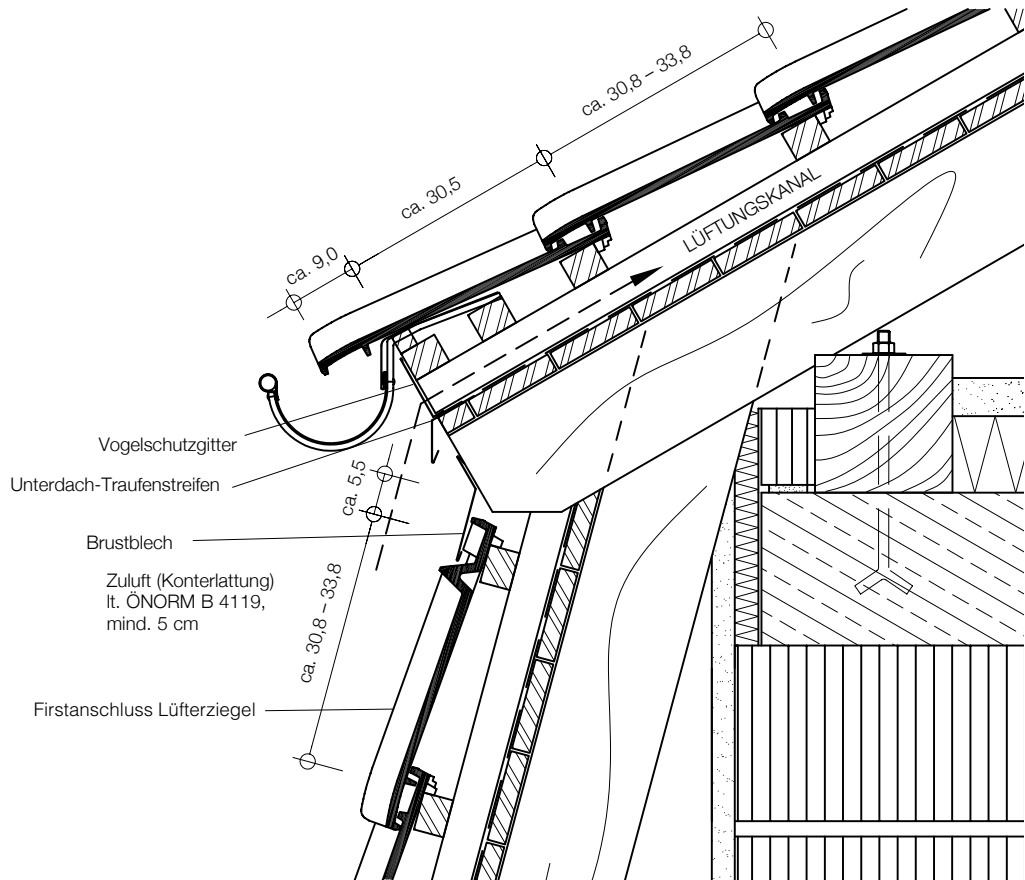 ca. 30,8 – 33,8
ca. 30,5
ca. 9,0
LÜFTUNGSKANAL
Vogelschutzgitter
Unterdach-Traufenstreifen
ca. 5,5
Brustblech
Zuluft (Konterlattung)
lt. ÖNORM B 4119,
mind. 5 cm
ca. 30,8 – 33,8
Firstanschluss Lüfterziegel